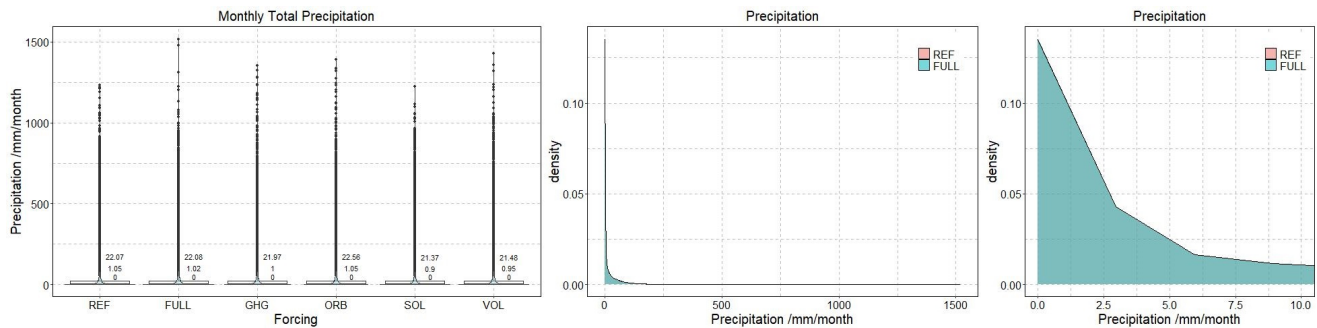 Monthly Total Precipitation
Precipitation /mm/month
1500
1000
500
0
22.07
1.05
0
22.08
1.02
0
21.97
1
0
22.56
1.05
0
21.37
0.9
0
21.48
0.95
0
REF
FULL
GHG
ORB
SOL
VOL
Forcing
Precipitation
density
0.10
0.05
0.00
REF
FULL
0
500
1000
1500
Precipitation /mm/month
Precipitation
density
0.10
0.05
0.00
REF
FULL
0.0
2.5
5.0
7.5
10.0
Precipitation /mm/month